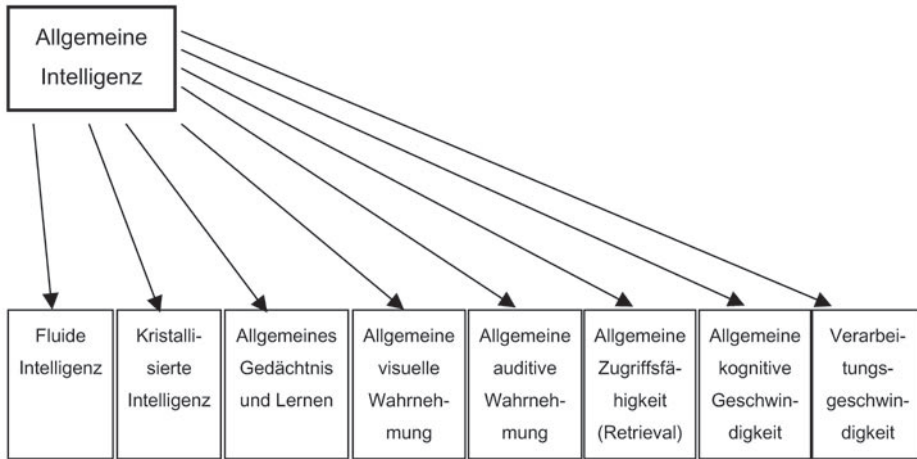 Allgemeine
Intelligenz
Fluide
Intelligenz
Kristalli-
sierte
Intelligenz
Allgemeines
Gedächtnis
und Lernen
Allgemeine
visuelle
Wahrneh-
mung
Allgemeine
auditive
Wahrneh-
mung
Allgemeine
Zugriffsfä-
higkeit
(Retrieval)
Allgemeine
kognitive
Geschwin-
digkeit
Verarbei-
tungs-
geschwin-
digkeit